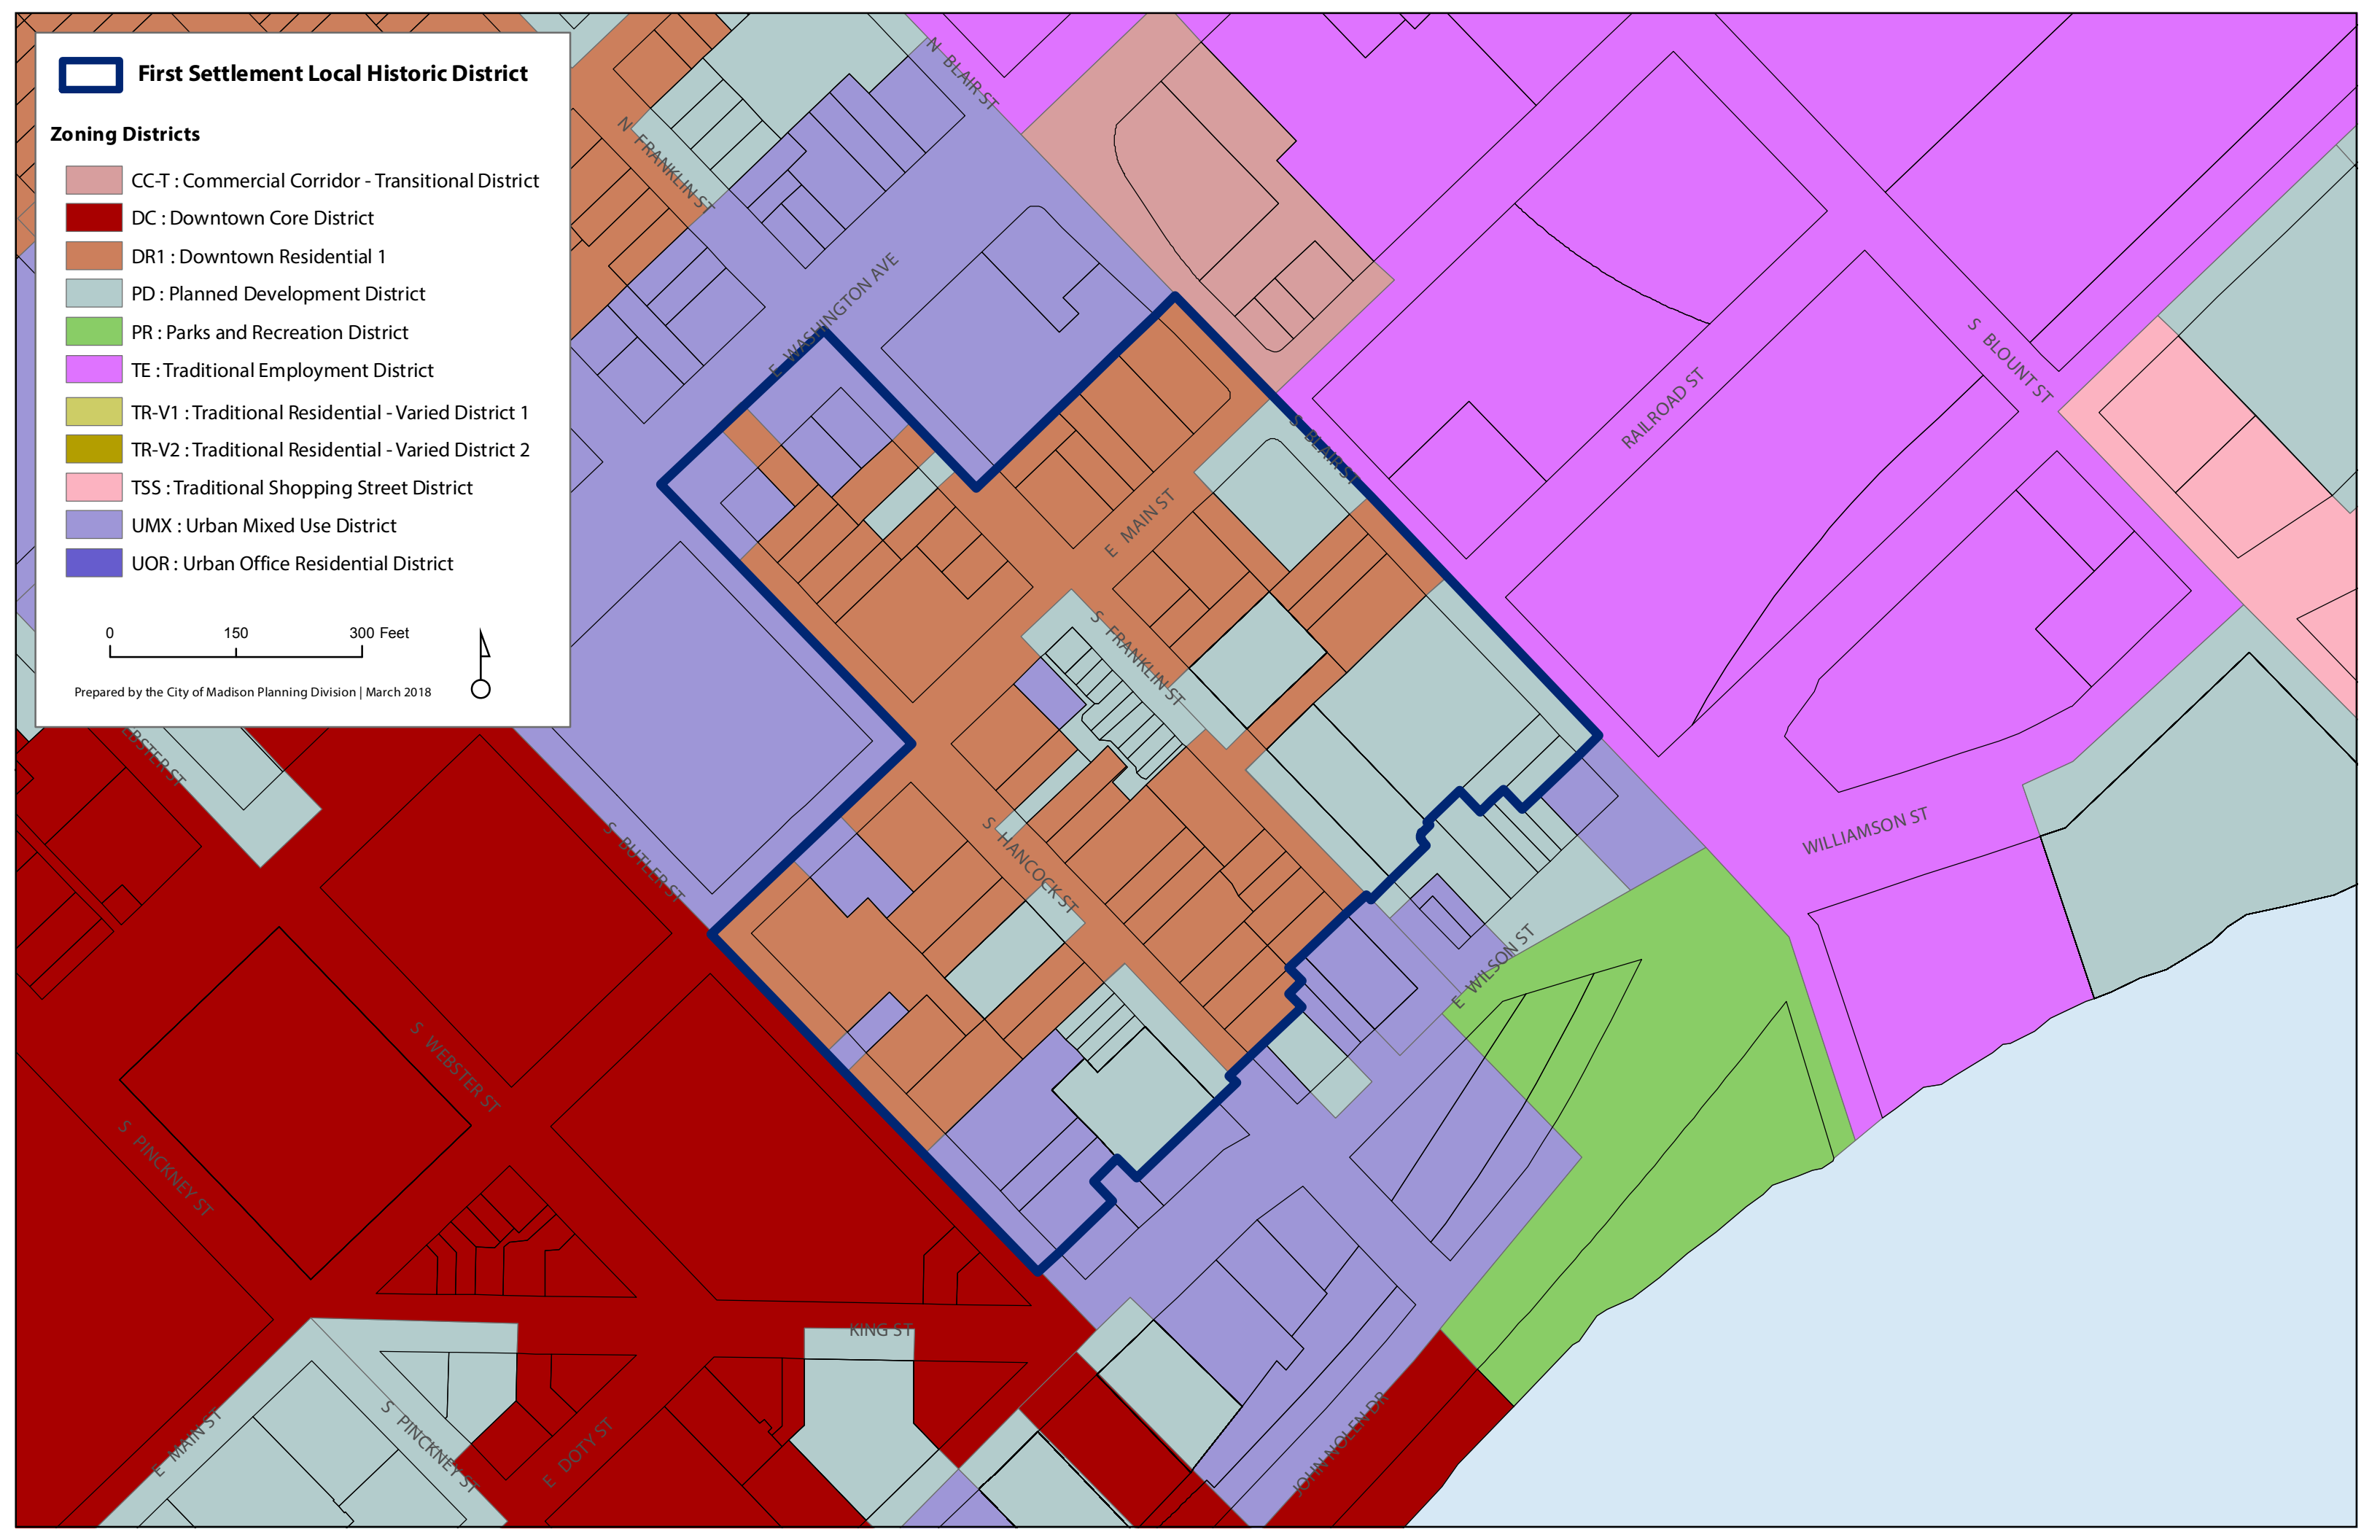 First Settlement Local Historic District
Zoning Districts
CC-T : Commercial Corridor - Transitional District
DC : Downtown Core District
DR1 : Downtown Residential 1
PD : Planned Development District
PR : Parks and Recreation District
TE : Traditional Employment District
TR-V1 : Traditional Residential - Varied District 1
TR-V2 : Traditional Residential - Varied District 2
TSS : Traditional Shopping Street District
UMX : Urban Mixed Use District
UOR : Urban Office Residential District
0 150 300 Feet
Prepared by the City of Madison Planning Division | March 2018
N BLAIR ST
N FRANKLIN ST
E WASHINGTON AVE
S BLOUNT ST
RAILROAD ST
S BLAIR ST
E MAIN ST
S FRANKLIN ST
EBSTER ST
S BUTLER ST
S HANCOCK ST
WILLIAMSON ST
E WILSON ST
S WEBSTER ST
S PINCKNEY ST
KING ST
E MAIN ST
S PINCKNEY ST
E DOTY ST
JOHN NOLEN DR